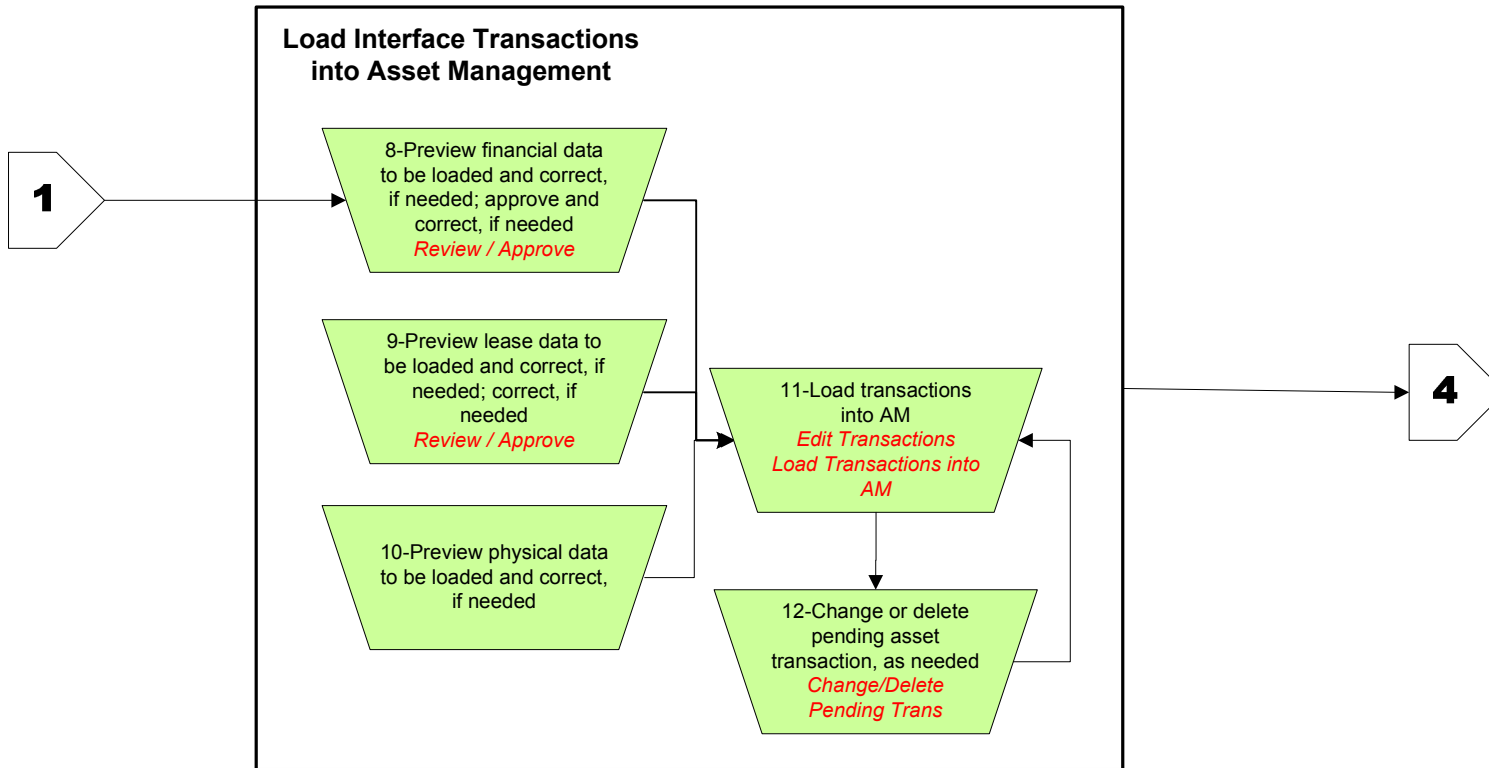 Load Interface Transactions
into Asset Management
1
8-Preview financial data
to be loaded and correct,
if needed; approve and
correct, if needed
Review / Approve
9-Preview lease data to
be loaded and correct, if
needed; correct, if
needed
Review / Approve
10-Preview physical data
to be loaded and correct,
if needed
11-Load transactions
into AM
Edit Transactions
Load Transactions into
AM
12-Change or delete
pending asset
transaction, as needed
Change/Delete
Pending Trans
4